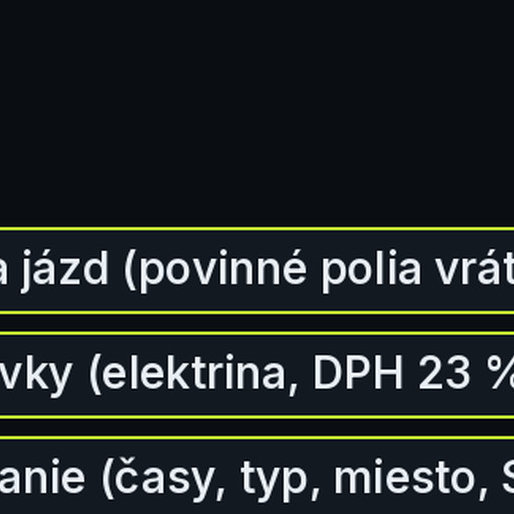 jázd (povinné polia vrát
vky (elektrina, DPH 23 %
anie (časy, typ, miesto, S